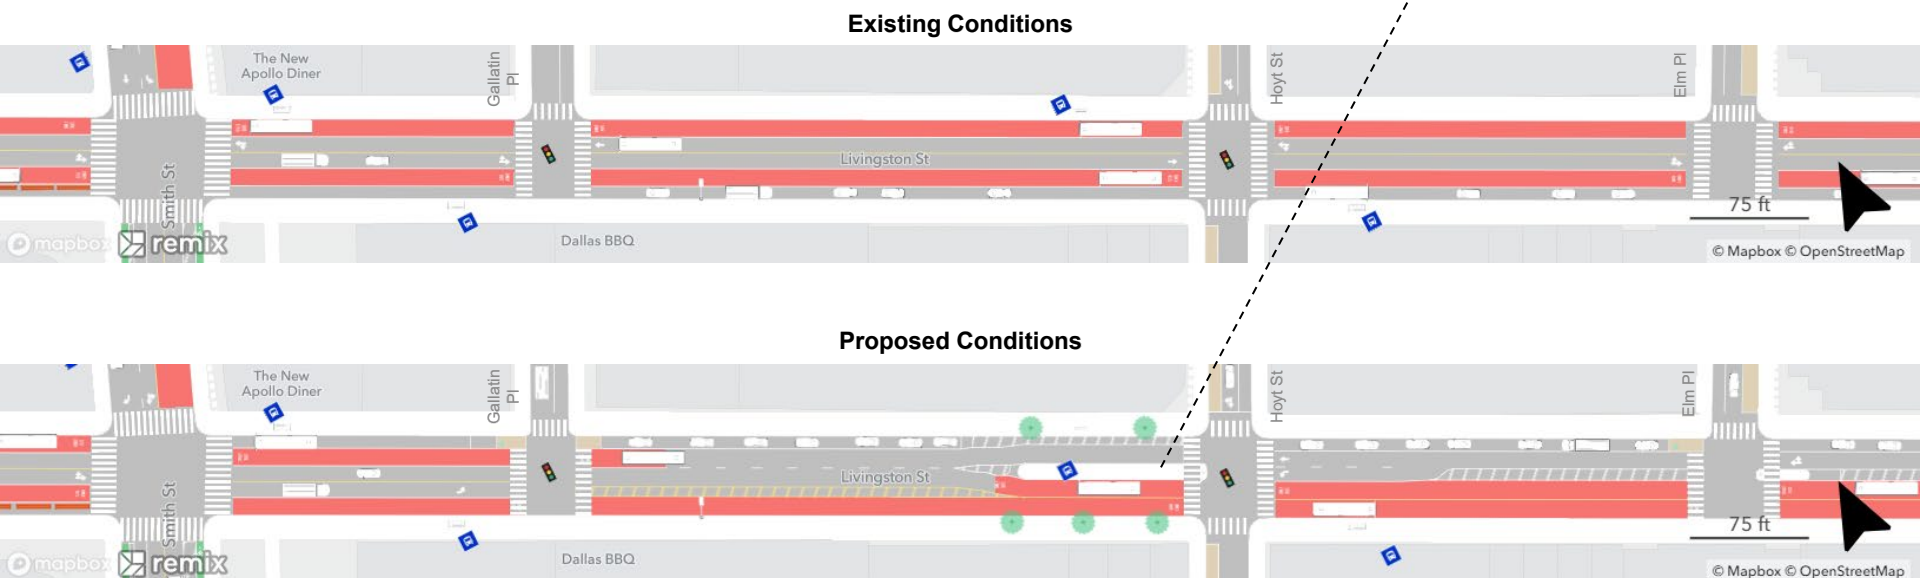 Existing Conditions
The New
Apollo Diner
Gallatin
Pl
Hoyt St
Elm Pl
Livingston St
Smith St
Dallas BBQ
75 ft
mapbox
remix
© Mapbox © OpenStreetMap
Proposed Conditions
The New
Apollo Diner
Gallatin
Pl
Hoyt St
Elm Pl
Livingston St
Smith St
Dallas BBQ
75 ft
mapbox
remix
© Mapbox © OpenStreetMap